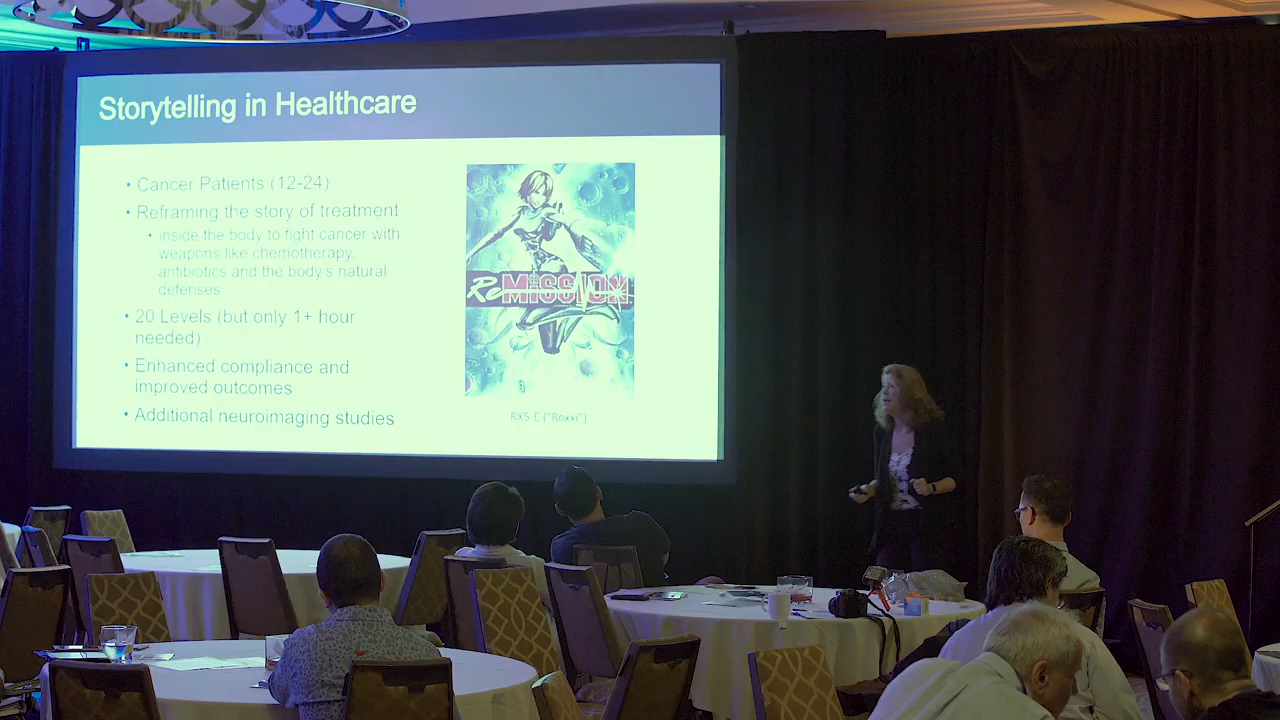 Storytelling in Healthcare
• Cancer Patients (12-24)
• Reframing the story of treatment
• inside the body to fight cancer with
weapons like chemotherapy,
antibiotics and the body's natural
defenses
• 20 Levels (but only 1+ hour
needed)
• Enhanced compliance and
improved outcomes
• Additional neuroimaging studies
Re MISSION
RX5-E ("Roxxi")